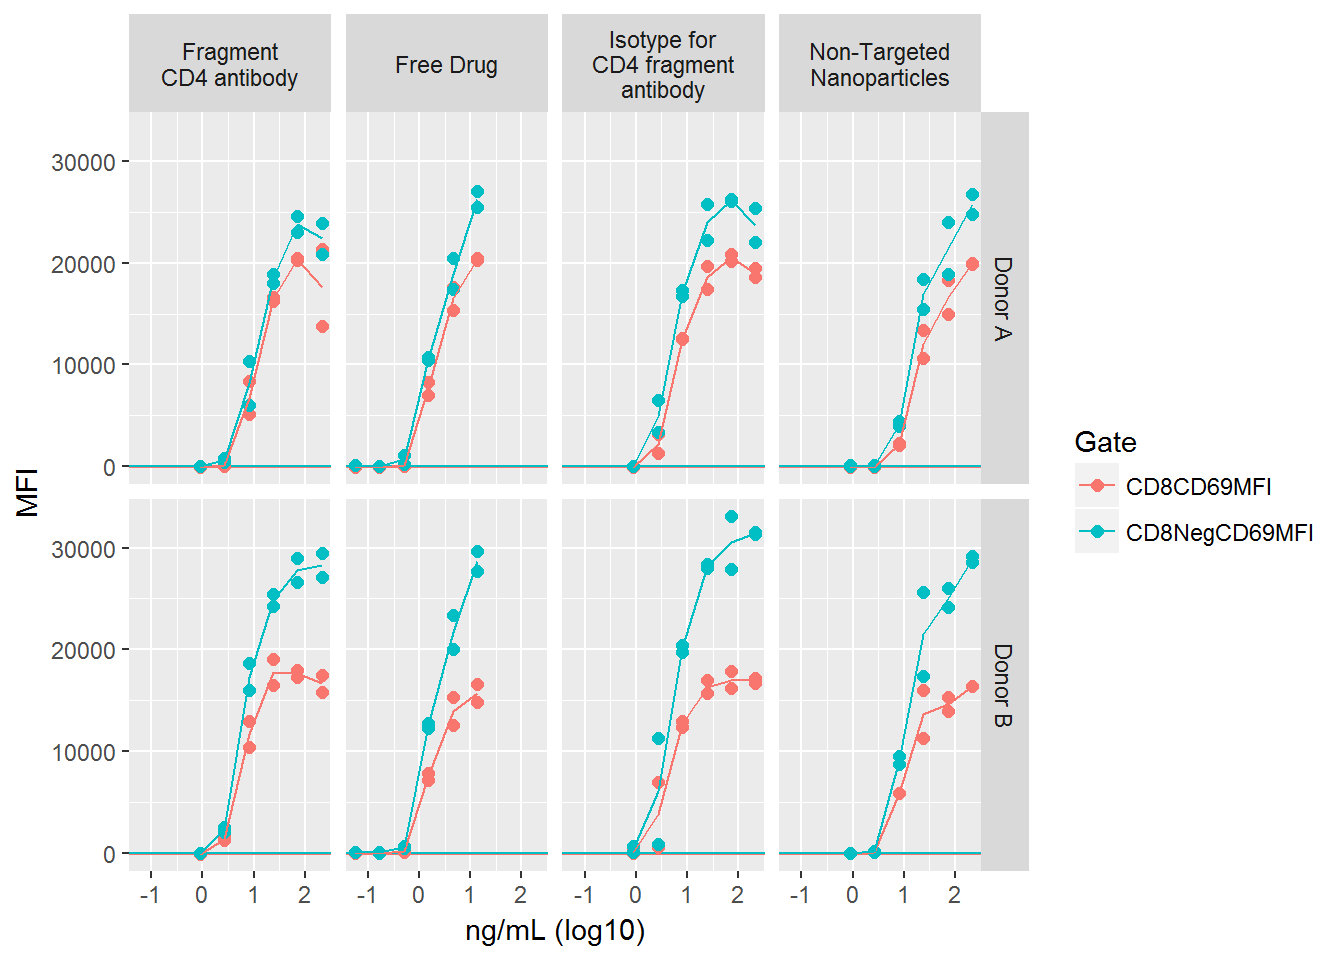 Fragment
CD4 antibody
Free Drug
Isotype for
CD4 fragment
antibody
Non-Targeted
Nanoparticles
30000
20000
10000
0
Donor A
30000
20000
10000
0
Donor B
MFI
-1 0 1 2
-1 0 1 2
-1 0 1 2
-1 0 1 2
ng/mL (log10)
Gate
CD8CD69MFI
CD8NegCD69MFI